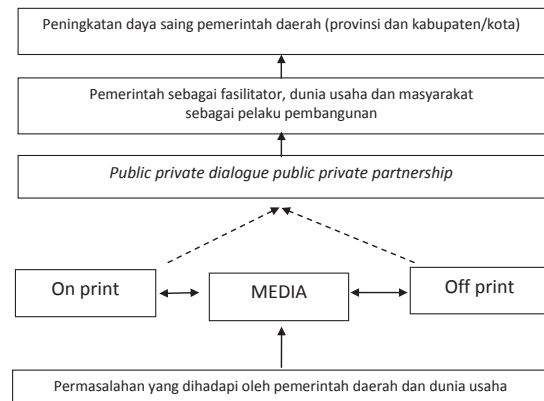 Peningkatan daya saing pemerintah daerah (provinsi dan kabupaten/kota)
Pemerintah sebagai fasilitator, dunia usaha dan masyarakat
sebagai pelaku pembangunan
Public private dialogue public private partnership
On print
MEDIA
Off print
Permasalahan yang dihadapi oleh pemerintah daerah dan dunia usaha